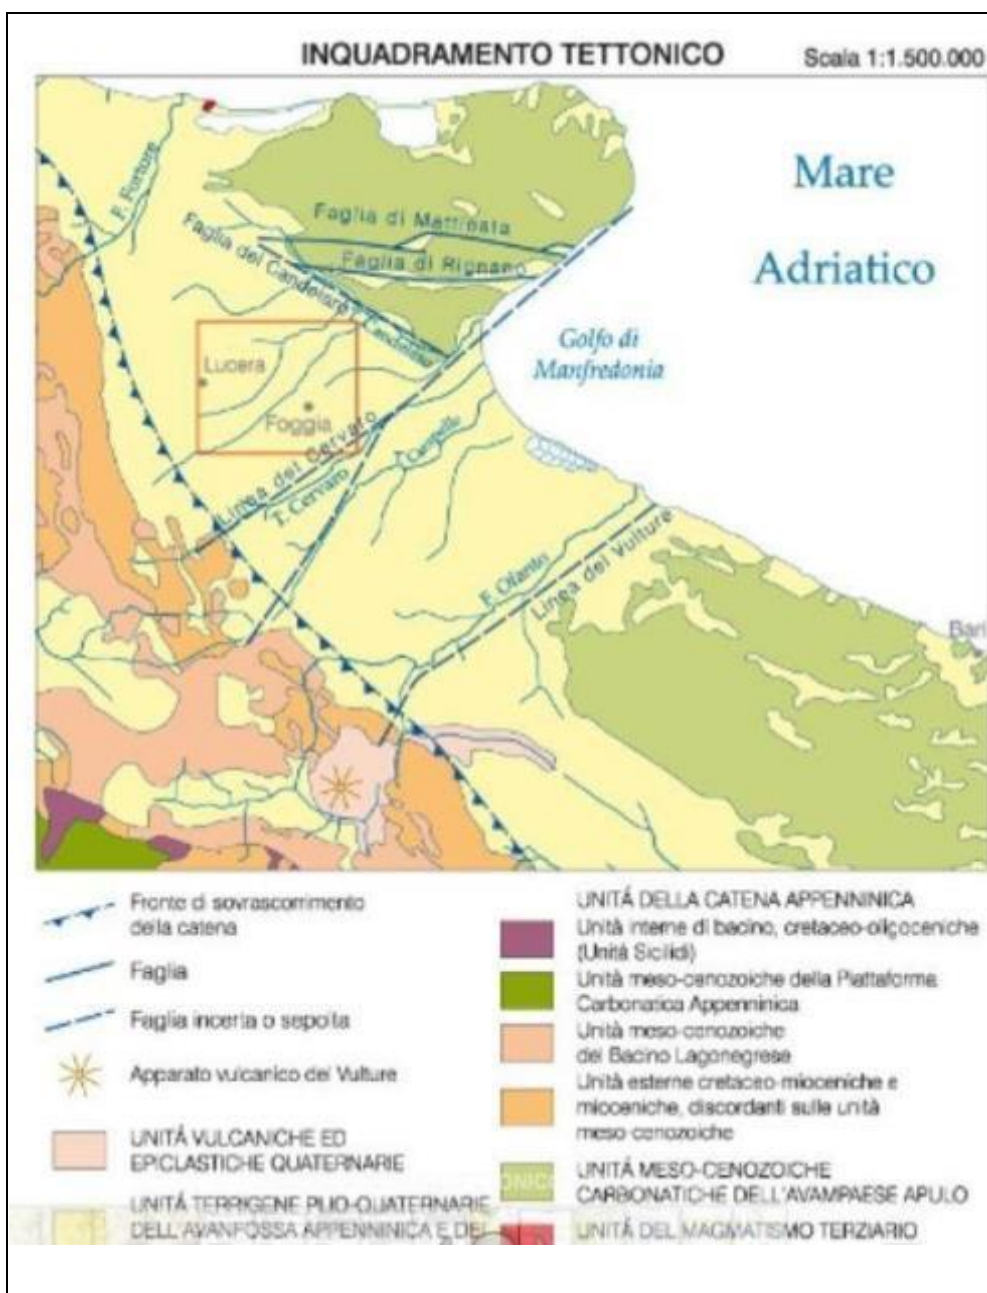 INQUADRAMENTO TETTONICO
Scala 1:1.500.000
Mare
Adriatico
F. Fortore
Faglia di Mattinata
Faglia di Rignano
Faglia del Candelaro
T. Candelaro
Golfo di
Manfredonia
Lucera
Foggia
Linea del Cervaro
T. Cervaro
T. Carapelle
F. Ofanto
Linea del Vulture
Bari
Fronte di sovrascorrimento
della catena
Faglia
Faglia incerta o sepolta
Apparato vulcanico del Vulture
UNITÁ VULCANICHE ED
EPICLASTICHE QUATERNARIE
UNITÁ TERRIGENE PLIO-QUATERNARIE
DELL'AVANFOSSA APPENNINICA E DEI
UNITÁ DELLA CATENA APPENNINICA
Unità interne di bacino, cretaceo-oligoceniche
(Unità Sicilidi)
Unità meso-cenozoiche della Piattaforma
Carbonatica Appenninica
Unità meso-cenozoiche
del Bacino Lagonegrese
Unità esterne cretaceo-mioceniche e
mioceniche, discordanti sulle unità
meso-cenozoiche
UNITÁ MESO-CENOZOICHE
CARBONATICHE DELL'AVAMPAESE APULO
UNITÁ DEL MAGMATISMO TERZIARIO